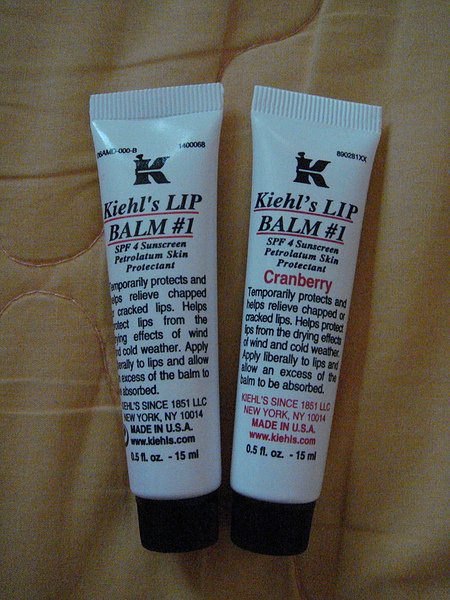 1400068
K
Kiehl's LIP
BALM #1
SPF 4 Sunscreen
Petrolatum Skin
Protectant
Temporarily protects and
helps relieve chapped
or cracked lips. Helps
protect lips from the
drying effects of wind
and cold weather. Apply
liberally to lips and allow
an excess of the balm to
be absorbed.
KIEHL'S SINCE 1851 LLC
NEW YORK, NY 10014
MADE IN U.S.A.
www.kiehls.com
0.5 fl. oz. - 15 ml
890281XX
K
Kiehl's LIP
BALM #1
SPF 4 Sunscreen
Petrolatum Skin
Protectant
Cranberry
Temporarily protects and
helps relieve chapped or
cracked lips. Helps protect
lips from the drying effects
of wind and cold weather.
Apply liberally to lips and
allow an excess of the
balm to be absorbed.
KIEHL'S SINCE 1851 LLC
NEW YORK, NY 10014
MADE IN U.S.A.
www.kiehls.com
0.5 fl. oz. - 15 ml